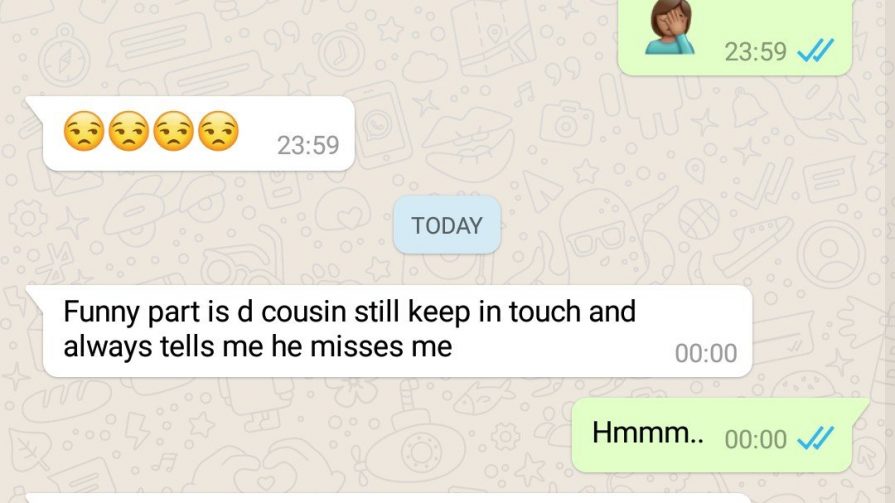 23:59
😒😒😒😒 23:59
TODAY
Funny part is d cousin still keep in touch and
always tells me he misses me 00:00
Hmmm.. 00:00